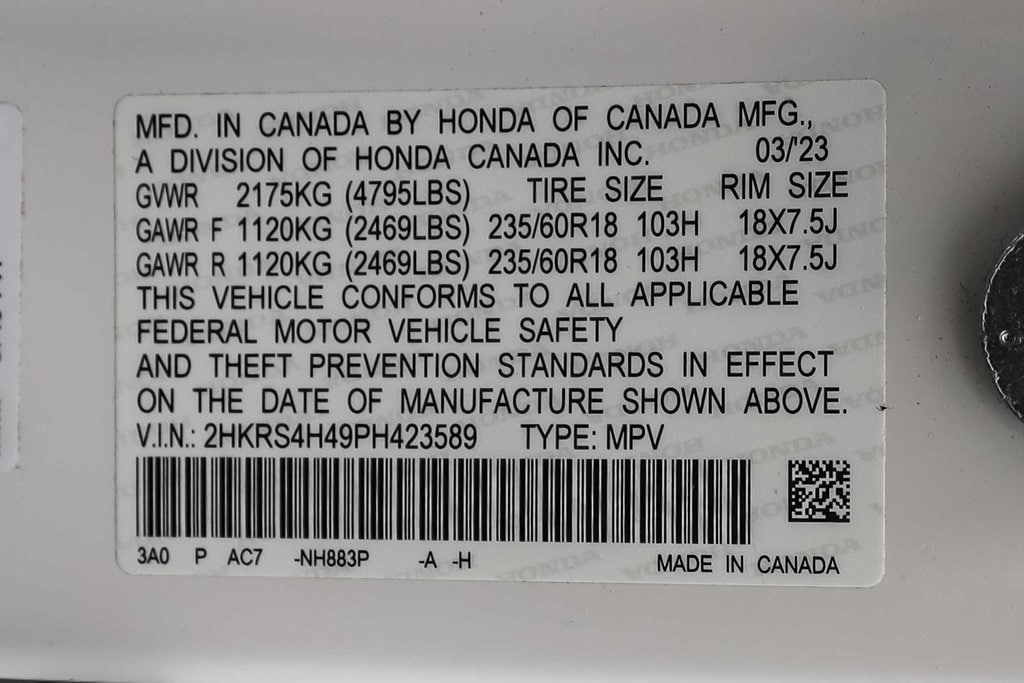 MFD. IN CANADA BY HONDA OF CANADA MFG.,
A DIVISION OF HONDA CANADA INC. 03/'23
GVWR 2175KG (4795LBS) TIRE SIZE RIM SIZE
GAWR F 1120KG (2469LBS) 235/60R18 103H 18X7.5J
GAWR R 1120KG (2469LBS) 235/60R18 103H 18X7.5J
THIS VEHICLE CONFORMS TO ALL APPLICABLE
FEDERAL MOTOR VEHICLE SAFETY
AND THEFT PREVENTION STANDARDS IN EFFECT
ON THE DATE OF MANUFACTURE SHOWN ABOVE.
V.I.N.: 2HKRS4H49PH423589 TYPE: MPV
3A0 P AC7 -NH883P -A -H MADE IN CANADA